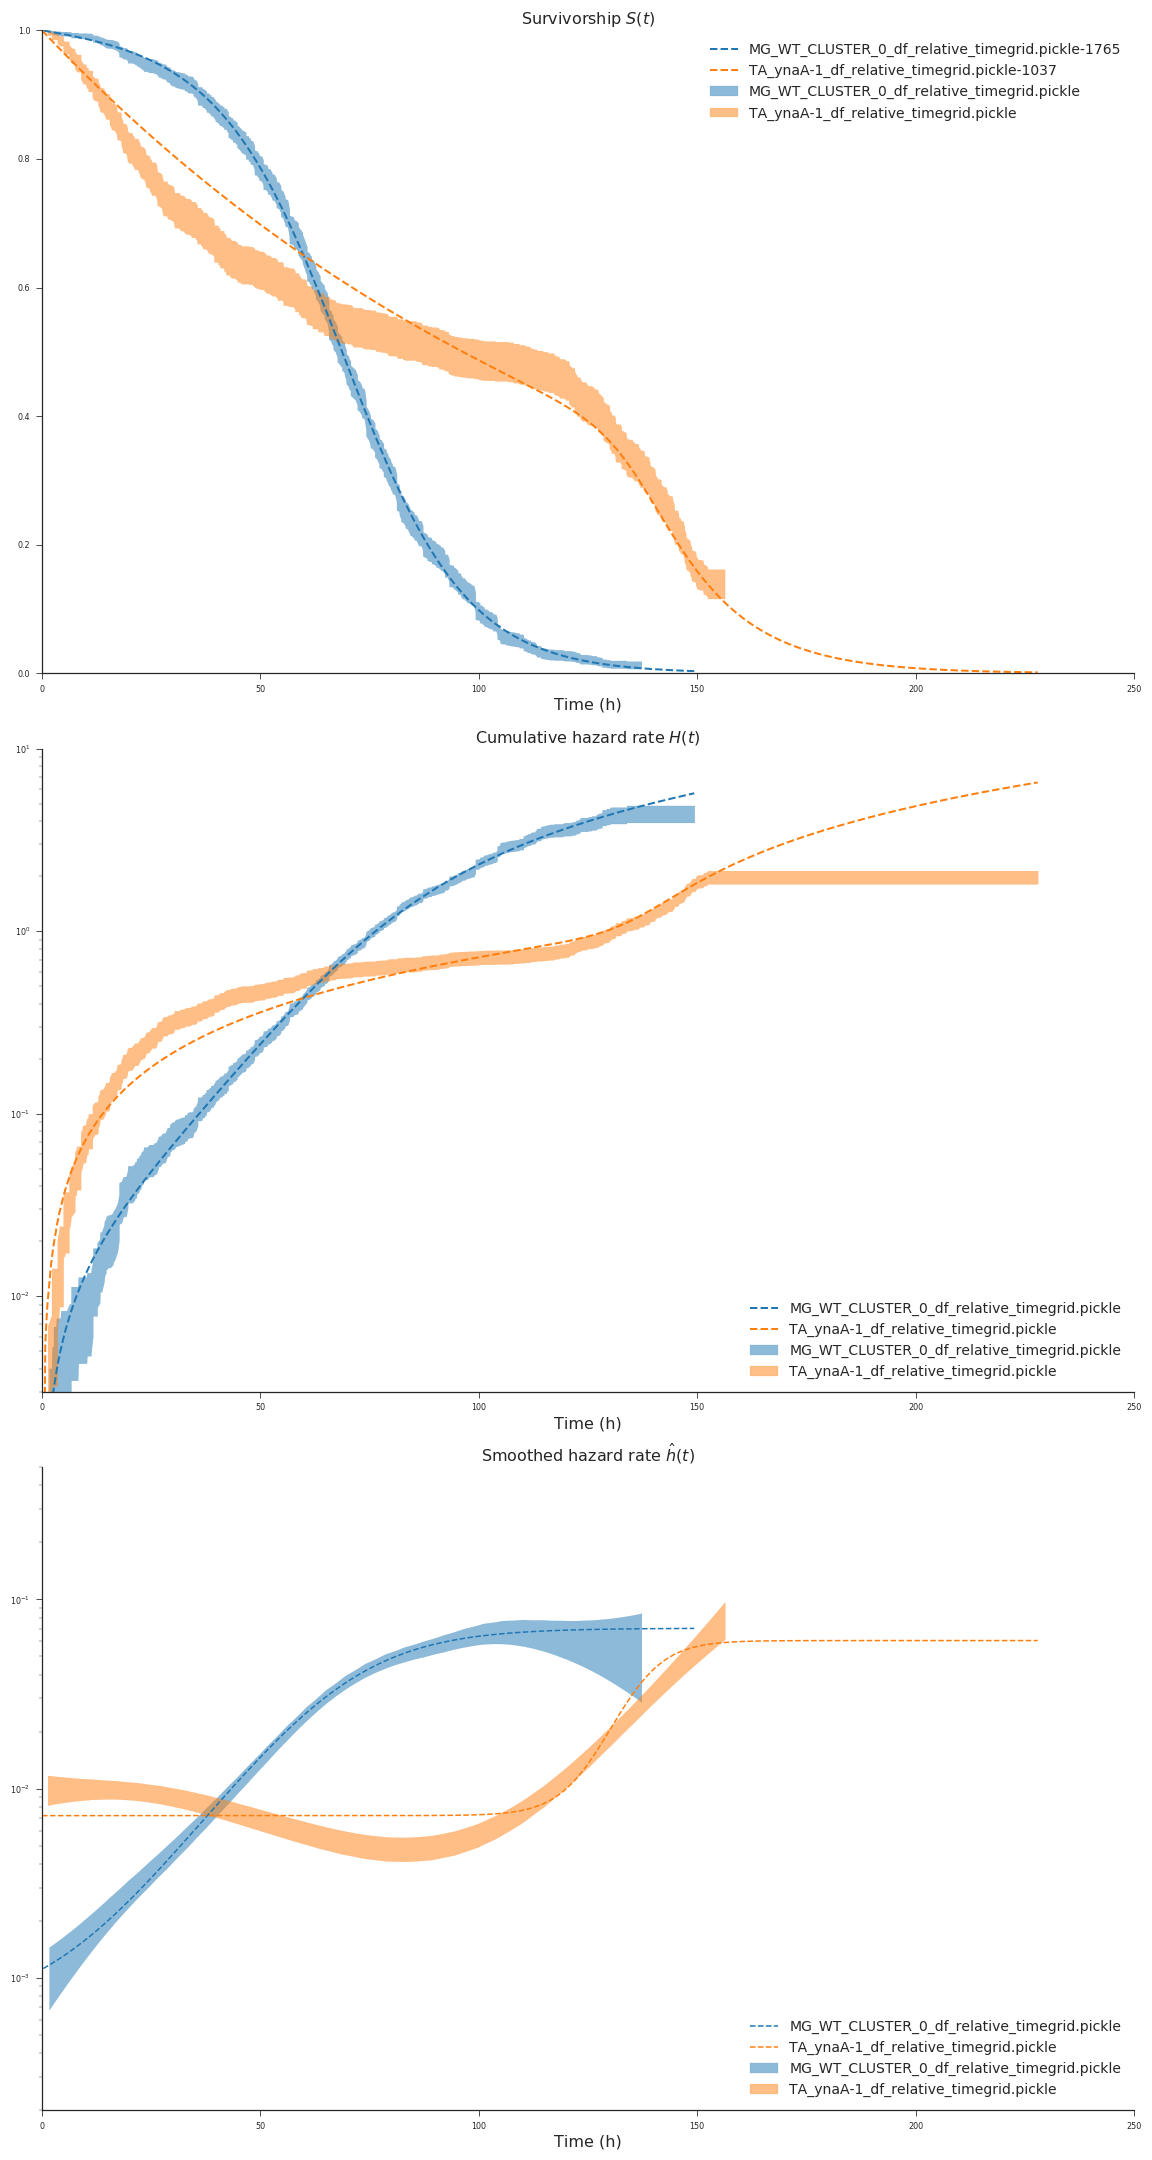 Survivorship S(t)
1.0
0.8
0.6
0.4
0.2
0.0
MG_WT_CLUSTER_0_df_relative_timegrid.pickle-1765
TA_ynaA-1_df_relative_timegrid.pickle-1037
MG_WT_CLUSTER_0_df_relative_timegrid.pickle
TA_ynaA-1_df_relative_timegrid.pickle
0 50 100 150 200 250
Time (h)
Cumulative hazard rate H(t)
10¹
10⁰
10⁻¹
10⁻²
MG_WT_CLUSTER_0_df_relative_timegrid.pickle
TA_ynaA-1_df_relative_timegrid.pickle
MG_WT_CLUSTER_0_df_relative_timegrid.pickle
TA_ynaA-1_df_relative_timegrid.pickle
0 50 100 150 200 250
Time (h)
Smoothed hazard rate ĥ(t)
10⁻¹
10⁻²
10⁻³
MG_WT_CLUSTER_0_df_relative_timegrid.pickle
TA_ynaA-1_df_relative_timegrid.pickle
MG_WT_CLUSTER_0_df_relative_timegrid.pickle
TA_ynaA-1_df_relative_timegrid.pickle
0 50 100 150 200 250
Time (h)